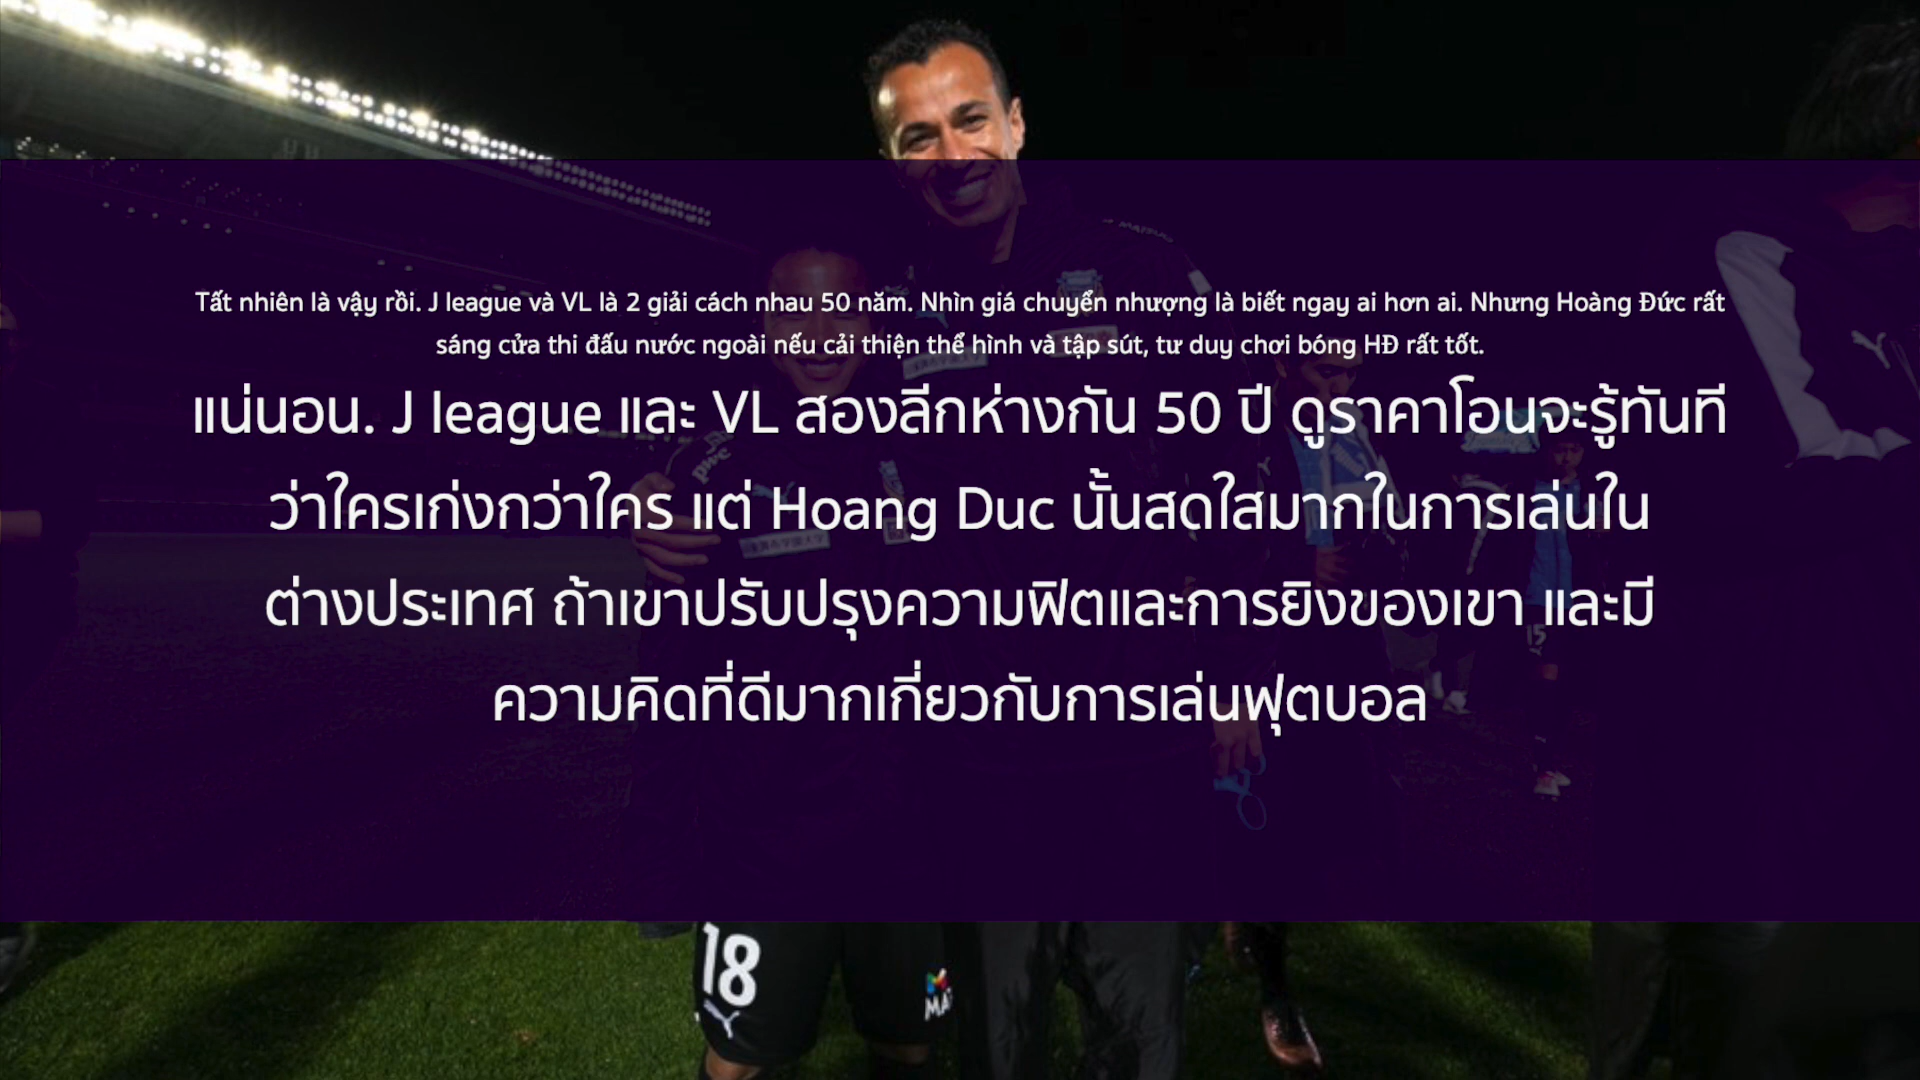 Tất nhiên là vậy rồi. J league và VL là 2 giải cách nhau 50 năm. Nhìn giá chuyển nhượng là biết ngay ai hơn ai. Nhưng Hoàng Đức rất
sáng cửa thi đấu nước ngoài nếu cải thiện thể hình và tập sút, tư duy chơi bóng HĐ rất tốt.
แน่นอน. J league และ VL สองลีกห่างกัน 50 ปี ดูราคาโอนจะรู้ทันที
ว่าใครเก่งกว่าใคร แต่ Hoang Duc นั้นสดใสมากในการเล่นใน
ต่างประเทศ ถ้าเขาปรับปรุงความฟิตและการยิงของเขา และมี
ความคิดที่ดีมากเกี่ยวกับการเล่นฟุตบอล
pwc
15
18